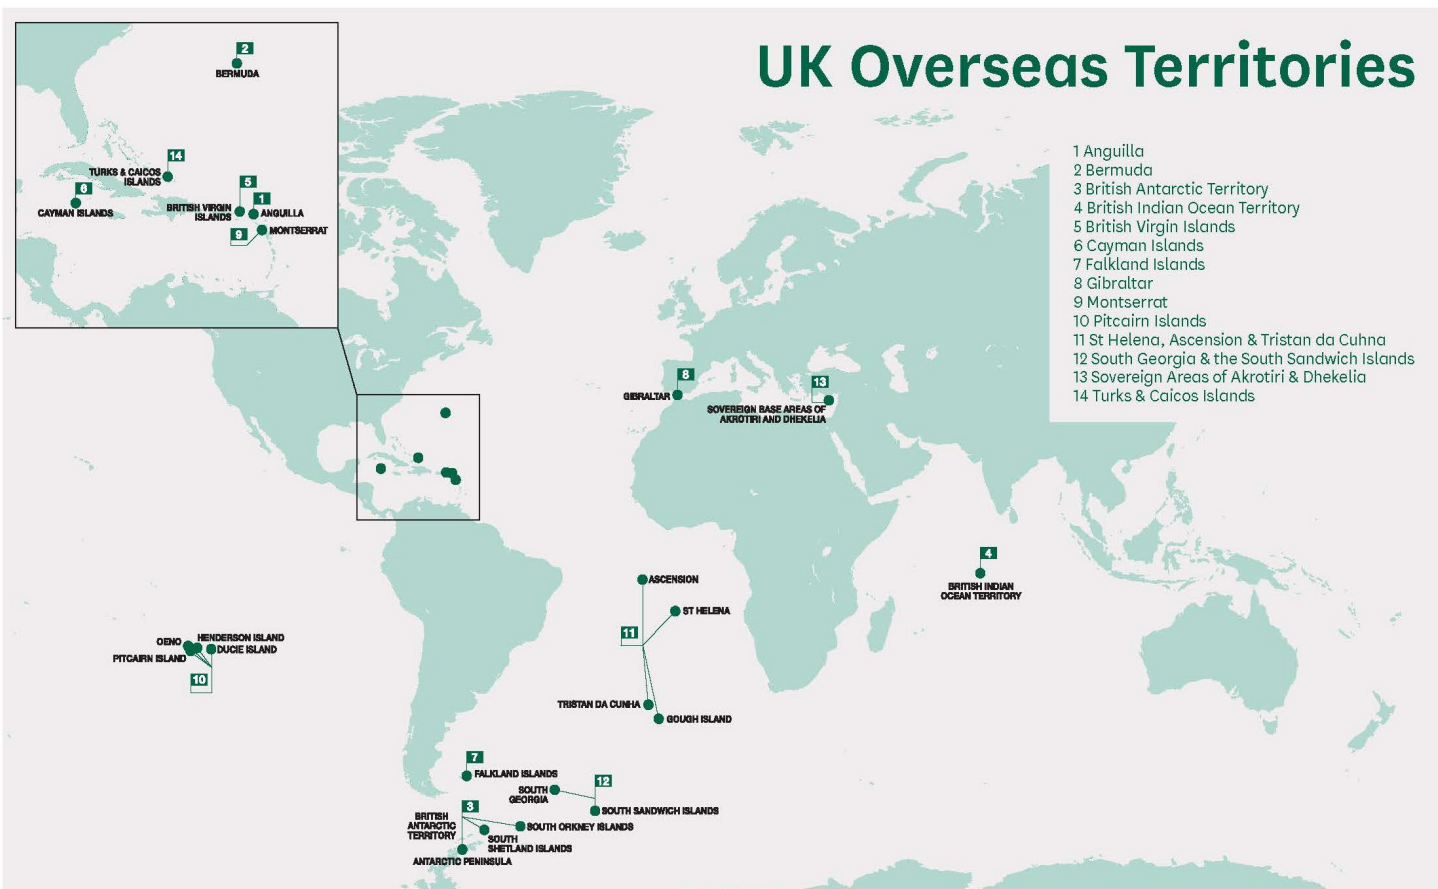 UK Overseas Territories
1 Anguilla
2 Bermuda
3 British Antarctic Territory
4 British Indian Ocean Territory
5 British Virgin Islands
6 Cayman Islands
7 Falkland Islands
8 Gibraltar
9 Montserrat
10 Pitcairn Islands
11 St Helena, Ascension & Tristan da Cuhna
12 South Georgia & the South Sandwich Islands
13 Sovereign Areas of Akrotiri & Dhekelia
14 Turks & Caicos Islands
2
BERMUDA
14
TURKS & CAICOS
ISLANDS
6
CAYMAN ISLANDS
5
BRITISH VIRGIN
ISLANDS
1
ANGUILLA
9
MONTSERRAT
8
GIBRALTAR
13
SOVEREIGN BASE AREAS OF
AKROTIRI AND DHEKELIA
4
BRITISH INDIAN
OCEAN TERRITORY
ASCENSION
ST HELENA
11
TRISTAN DA CUNHA
GOUGH ISLAND
OENO
HENDERSON ISLAND
DUCIE ISLAND
PITCAIRN ISLAND
10
7
FALKLAND ISLANDS
12
SOUTH
GEORGIA
SOUTH SANDWICH ISLANDS
3
BRITISH
ANTARCTIC
TERRITORY
SOUTH ORKNEY ISLANDS
SOUTH
SHETLAND ISLANDS
ANTARCTIC PENINSULA